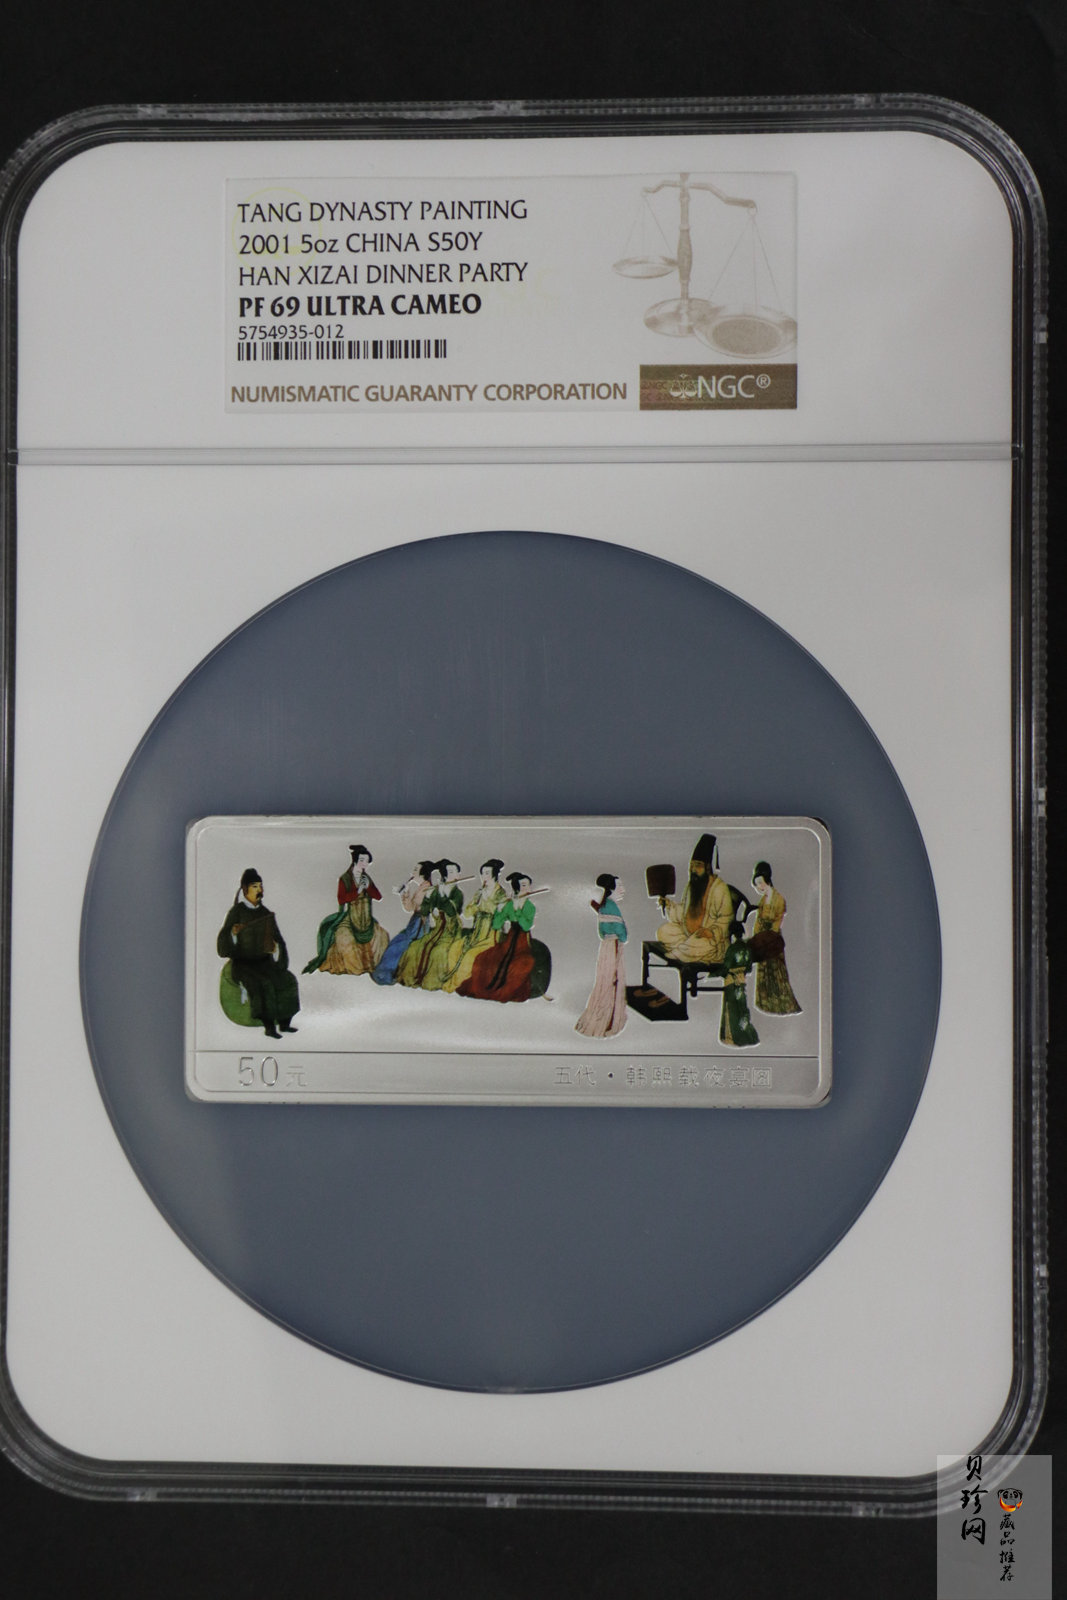 TANG DYNASTY PAINTING
2001 5oz CHINA S50Y
HAN XIZAI DINNER PARTY
PF 69 ULTRA CAMEO
5754935-012
NUMISMATIC GUARANTY CORPORATION
NGC®
50元
五代·韩熙载夜宴图
贝珍网
藏品推荐